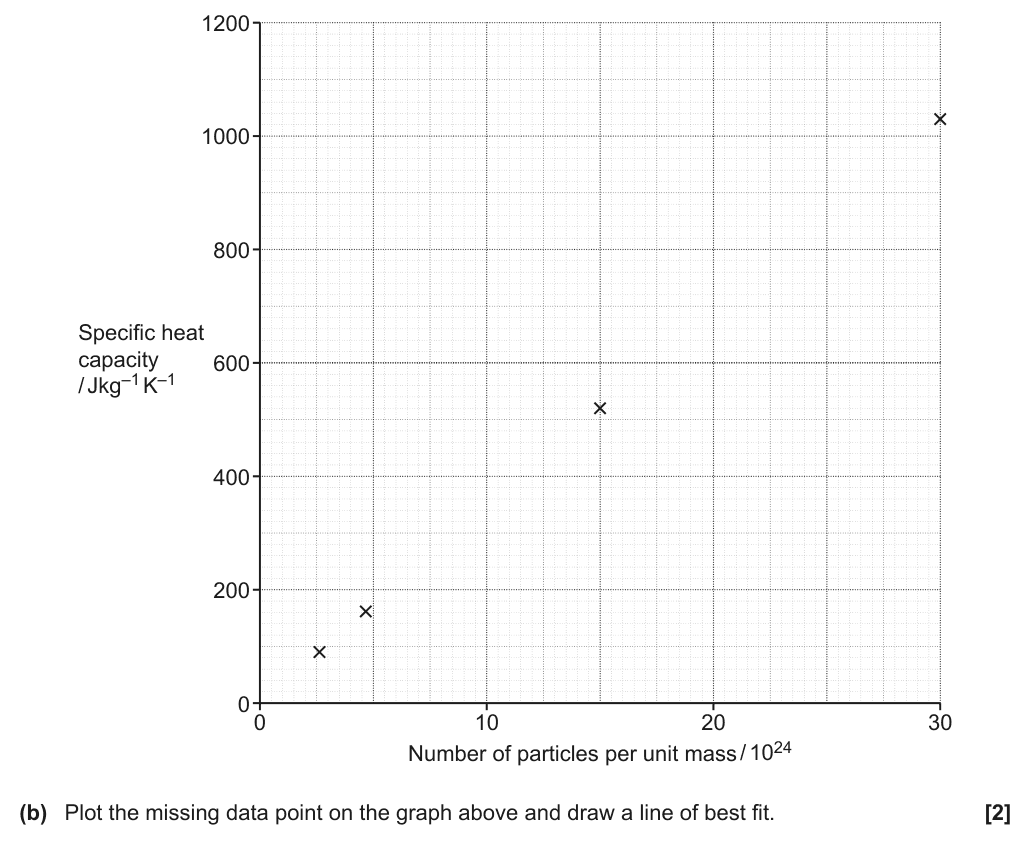 1200
1000
800
Specific heat
capacity
/Jkg⁻¹K⁻¹
600
400
200
0
0 10 20 30
Number of particles per unit mass/10²⁴
(b) Plot the missing data point on the graph above and draw a line of best fit. [2]